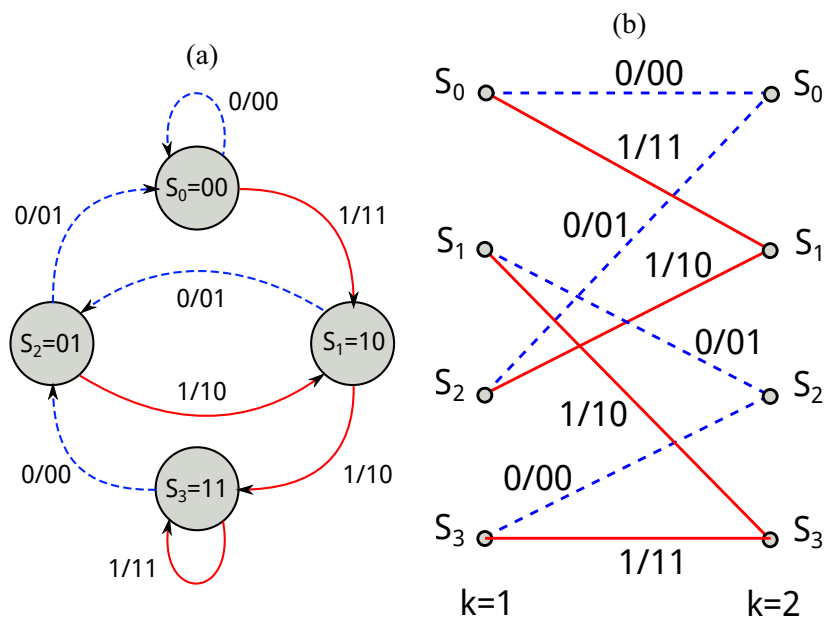 (a)
0/00
S₀=00
0/01
1/11
0/01
S₂=01
S₁=10
1/10
0/00
1/10
S₃=11
1/11
(b)
S₀
0/00
S₀
1/11
0/01
S₁
1/10
S₁
0/01
S₂
1/10
S₂
0/00
S₃
1/11
S₃
k=1
k=2